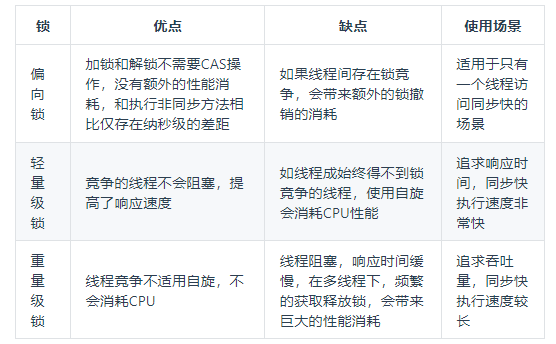 锁
优点
缺点
使用场景
偏
向
锁
加锁和解锁不需要CAS操
作，没有额外的性能消
耗，和执行非同步方法相
比仅存在纳秒级的差距
如果线程间存在锁竞
争，会带来额外的锁撤
销的消耗
适用于只有
一个线程访
问同步快的
场景
轻
量
级
锁
竞争的线程不会阻塞，提
高了响应速度
如线程成始终得不到锁
竞争的线程，使用自旋
会消耗CPU性能
追求响应时
间，同步快
执行速度非
常快
重
量
级
锁
线程竞争不适用自旋，不
会消耗CPU
线程阻塞，响应时间缓
慢，在多线程下，频繁
的获取释放锁，会带来
巨大的性能消耗
追求吞吐
量，同步快
执行速度较
长